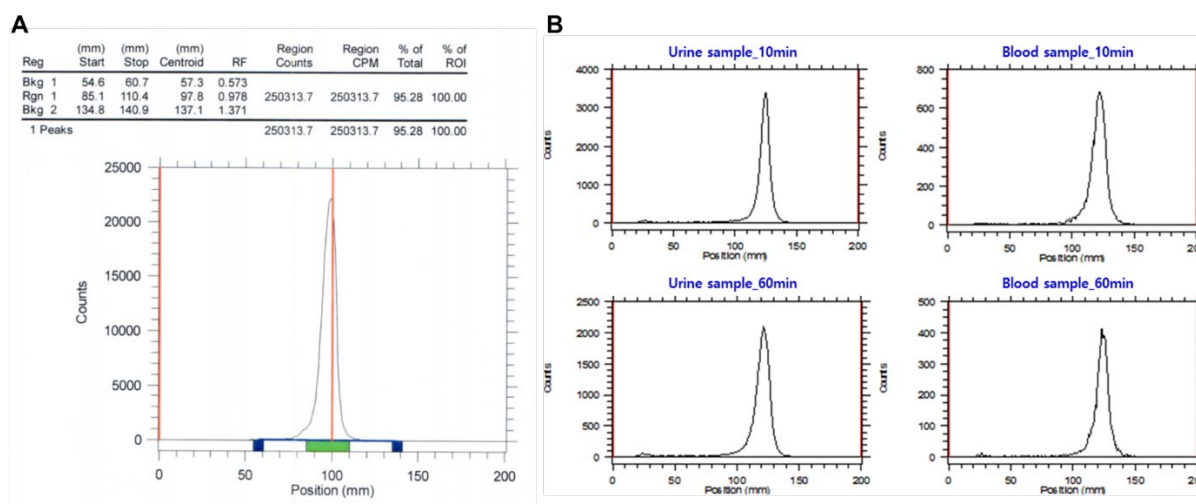 A
(mm) (mm) (mm) Region Region % of % of
Reg Start Stop Centroid RF Counts CPM Total ROI
Bkg 1 54.6 60.7 57.3 0.573
Rgn 1 85.1 110.4 97.8 0.978 250313.7 250313.7 95.28 100.00
Bkg 2 134.8 140.9 137.1 1.371
1 Peaks 250313.7 250313.7 95.28 100.00
25000
20000
15000
10000
5000
0
Counts
0 50 100 150 200
Position (mm)
B
Urine sample_10min
4000
3000
2000
1000
0
Counts
0 50 100 150 200
Position (mm)
Blood sample_10min
800
600
400
200
0
Counts
0 50 100 150 200
Position (mm)
Urine sample_60min
2500
2000
1500
1000
500
0
Counts
0 50 100 150 200
Position (mm)
Blood sample_60min
500
400
300
200
100
0
Counts
0 50 100 150 200
Position (mm)